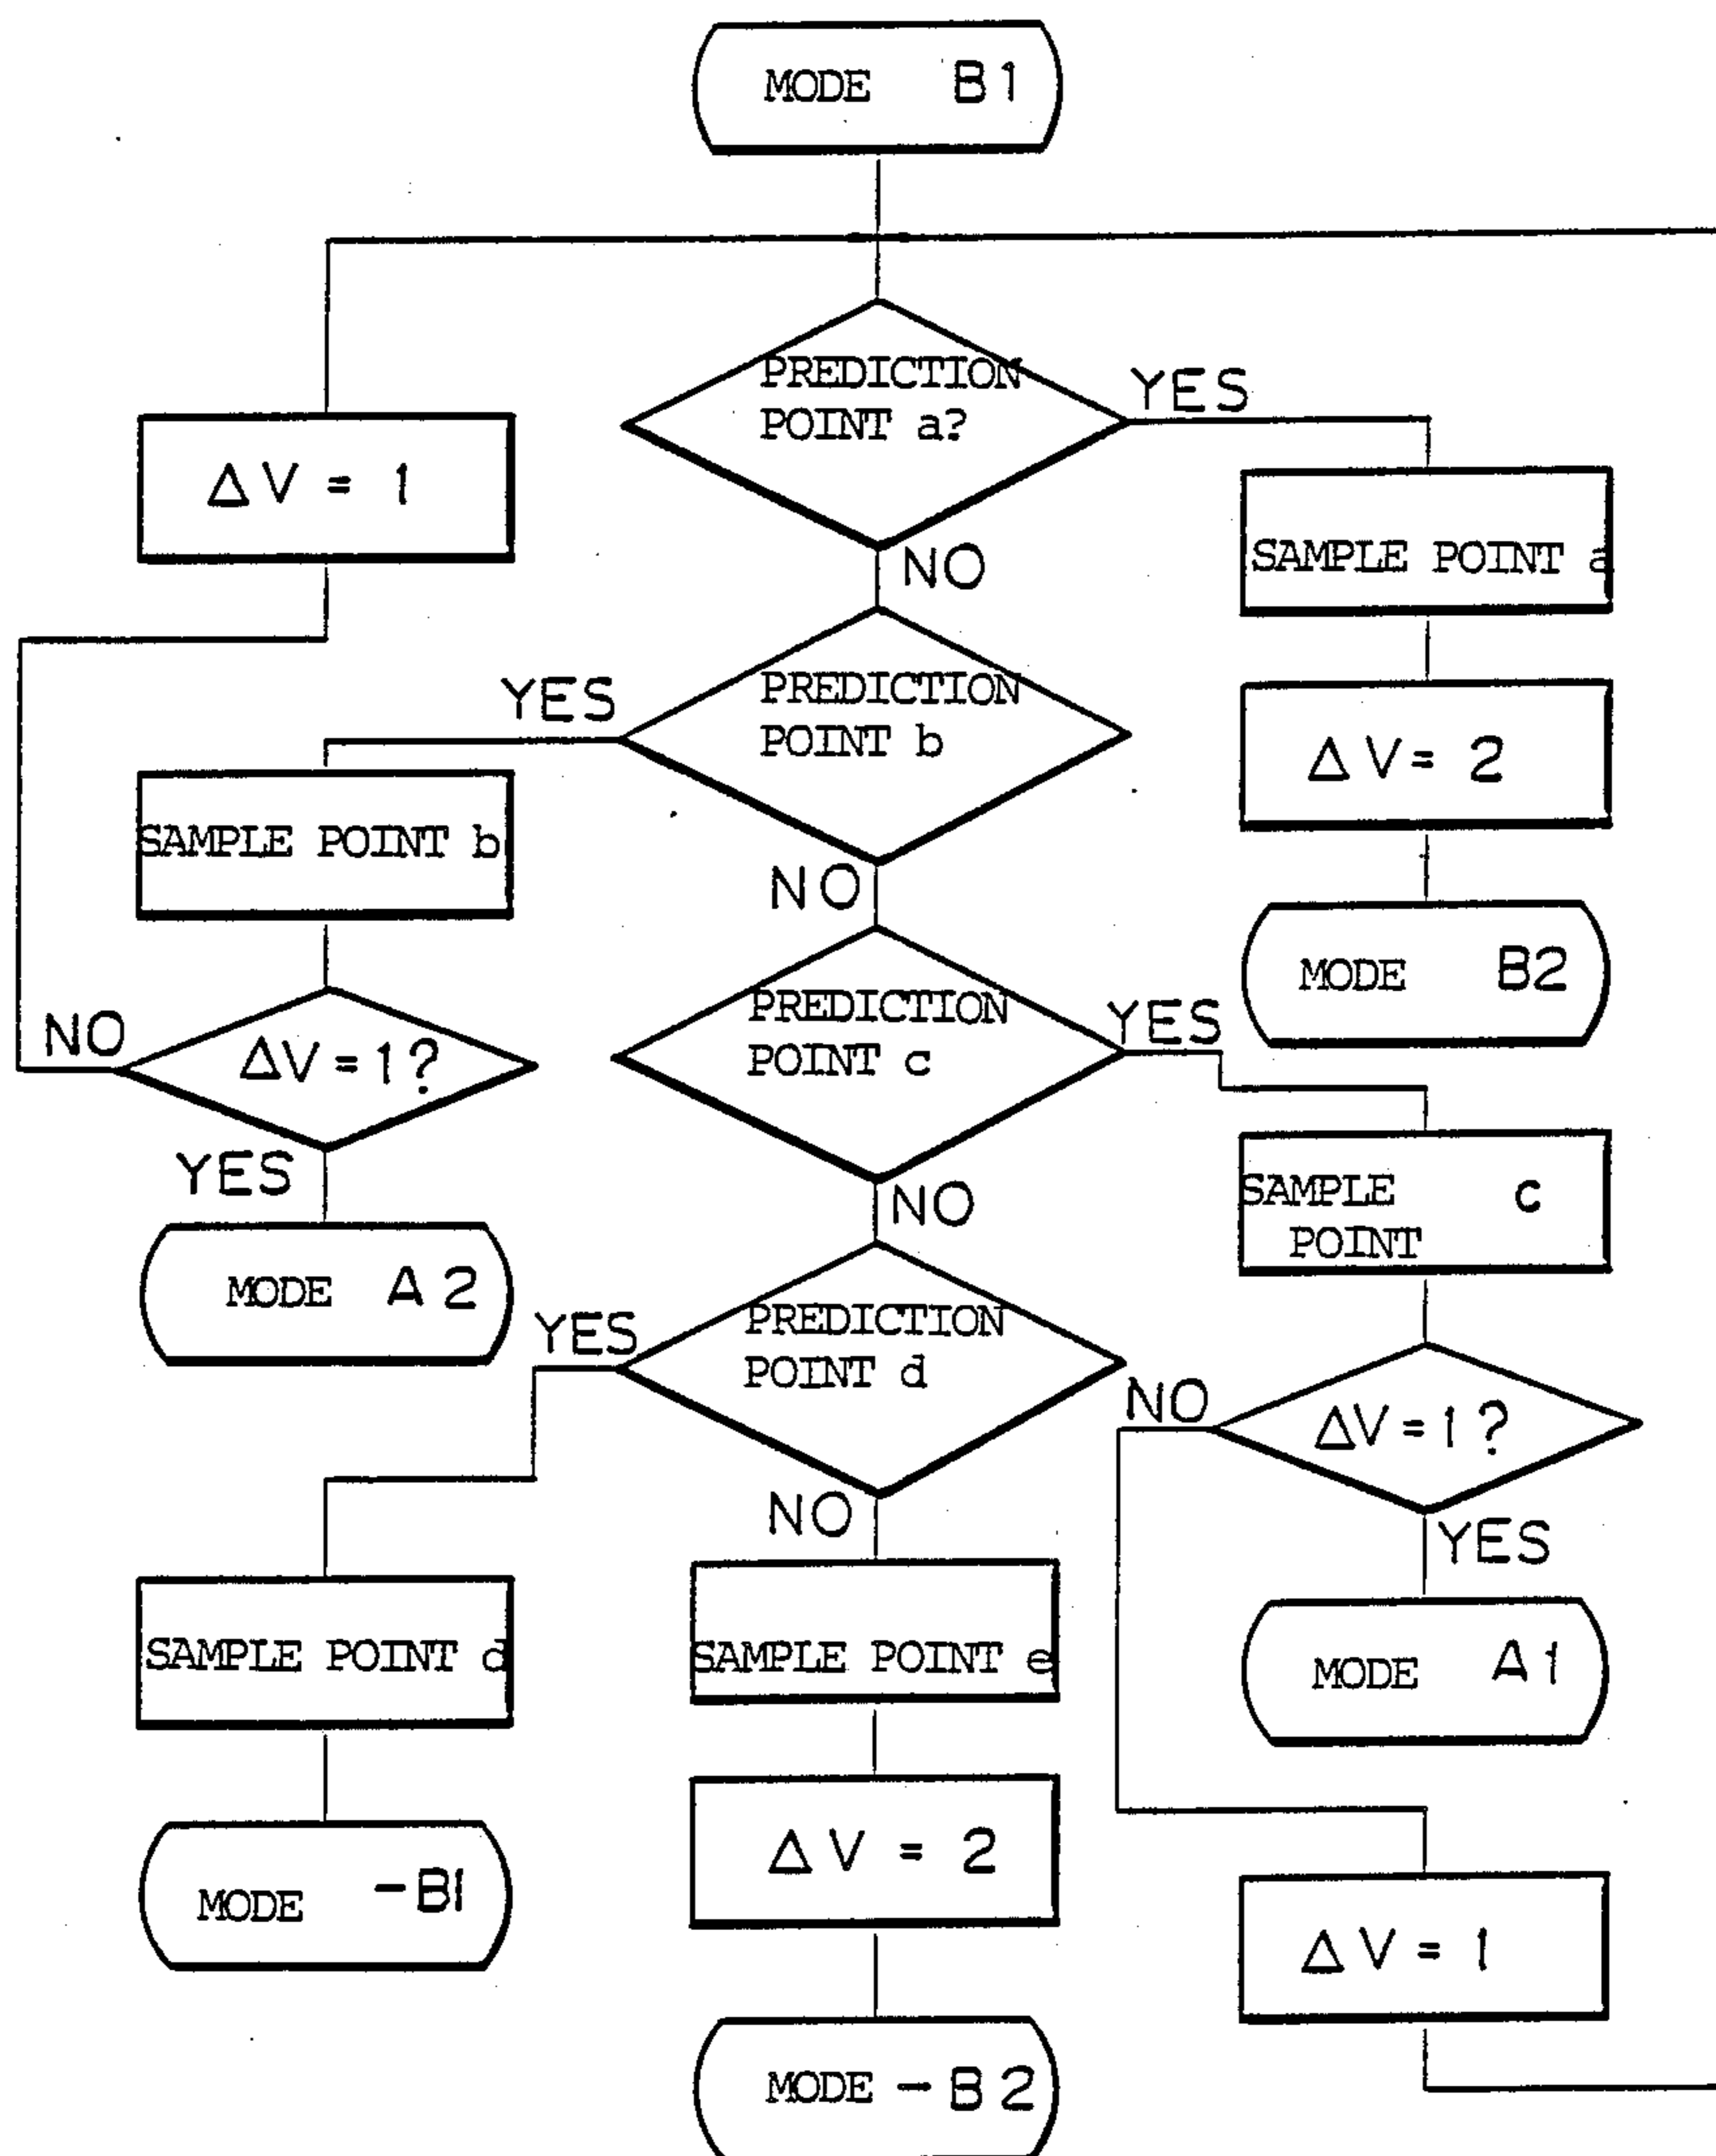 MODE B1
PREDICTION
POINT a?
YES
ΔV = 1
SAMPLE POINT a
NO
PREDICTION
POINT b
YES
ΔV = 2
SAMPLE POINT b
NO
MODE B2
PREDICTION
POINT c
YES
NO
ΔV = 1?
YES
SAMPLE c
POINT
NO
MODE A2
PREDICTION
POINT d
YES
NO
ΔV = 1?
NO
YES
SAMPLE POINT d
SAMPLE POINT e
MODE A1
ΔV = 2
MODE -B1
ΔV = 1
MODE -B2